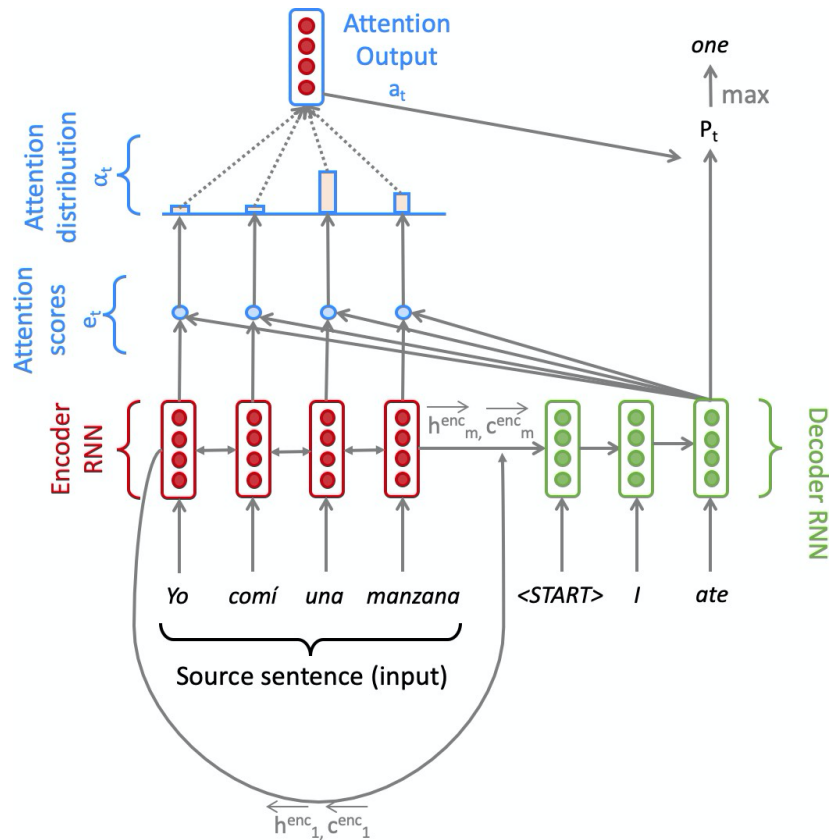 Attention
Output
a_t
one
max
P_t
Attention
distribution
α_t
Attention
scores
e_t
Encoder
RNN
h^enc_m, c^enc_m
Decoder RNN
Yo comí una manzana <START> I ate
Source sentence (input)
h^enc_1, c^enc_1